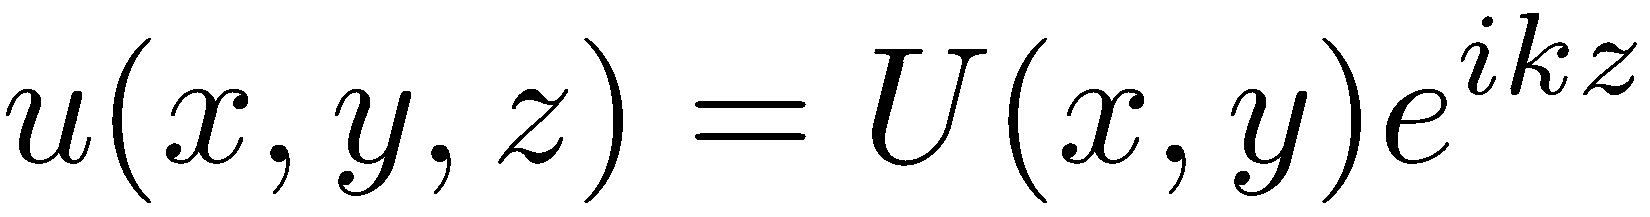 u(x, y, z) = U(x, y)e^{ikz}